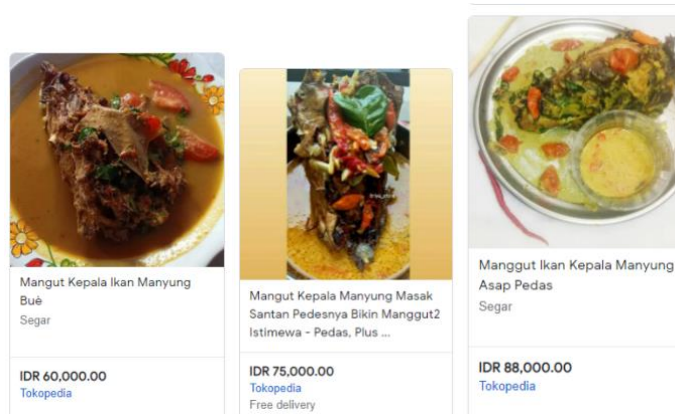 Mangut Kepala Ikan Manyung
Buè
Segar
IDR 60,000.00
Tokopedia
Mangut Kepala Manyung Masak
Santan Pedesnya Bikin Manggut2
Istimewa - Pedas, Plus ...
IDR 75,000.00
Tokopedia
Free delivery
Manggut Ikan Kepala Manyung
Asap Pedas
Segar
IDR 88,000.00
Tokopedia